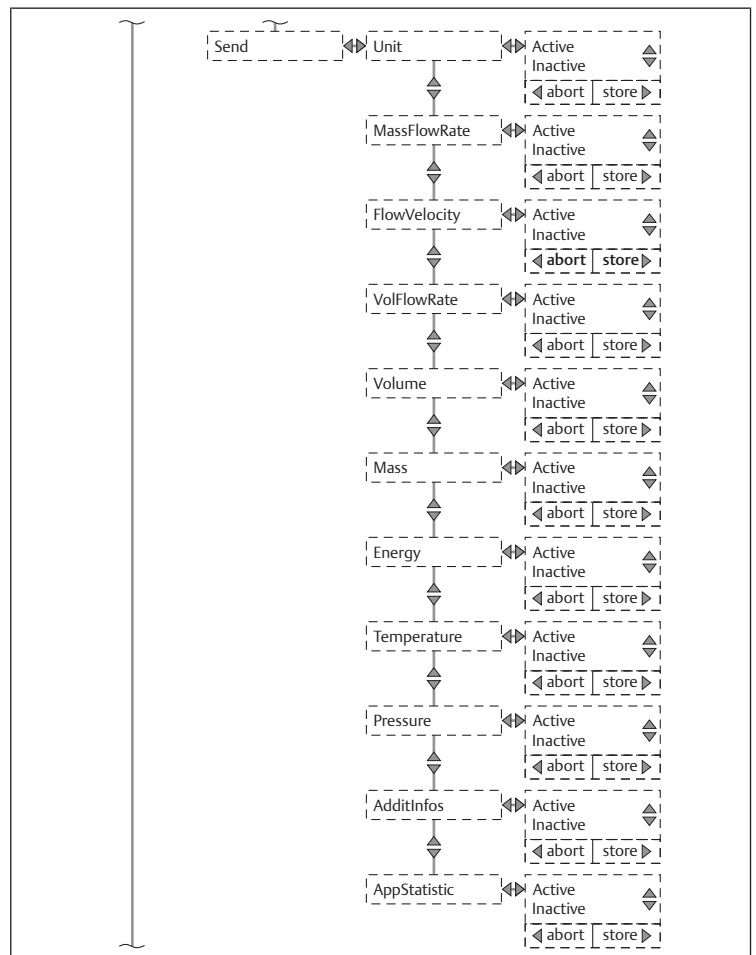 Send Unit Active
Inactive
abort store
MassFlowRate Active
Inactive
abort store
FlowVelocity Active
Inactive
abort store
VolFlowRate Active
Inactive
abort store
Volume Active
Inactive
abort store
Mass Active
Inactive
abort store
Energy Active
Inactive
abort store
Temperature Active
Inactive
abort store
Pressure Active
Inactive
abort store
AdditInfos Active
Inactive
abort store
AppStatistic Active
Inactive
abort store